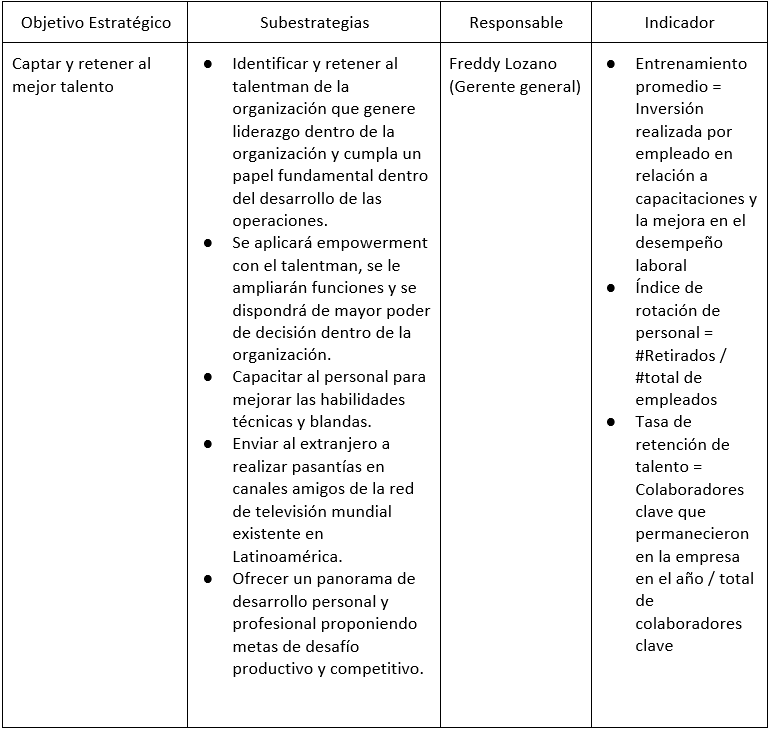 Objetivo Estratégico
Subestrategias
Responsable
Indicador
Captar y retener al
mejor talento
● Identificar y retener al
talentman de la
organización que genere
liderazgo dentro de la
organización y cumpla un
papel fundamental dentro
del desarrollo de las
operaciones.
● Se aplicará empowerment
con el talentman, se le
ampliarán funciones y se
dispondrá de mayor poder
de decisión dentro de la
organización.
● Capacitar al personal para
mejorar las habilidades
técnicas y blandas.
● Enviar al extranjero a
realizar pasantías en
canales amigos de la red
de televisión mundial
existente en
Latinoamérica.
● Ofrecer un panorama de
desarrollo personal y
profesional proponiendo
metas de desafío
productivo y competitivo.
Freddy Lozano
(Gerente general)
● Entrenamiento
promedio =
Inversión
realizada por
empleado en
relación a
capacitaciones y
la mejora en el
desempeño
laboral
● Índice de
rotación de
personal =
#Retirados /
#total de
empleados
● Tasa de
retención de
talento =
Colaboradores
clave que
permanecieron
en la empresa
en el año / total
de
colaboradores
clave